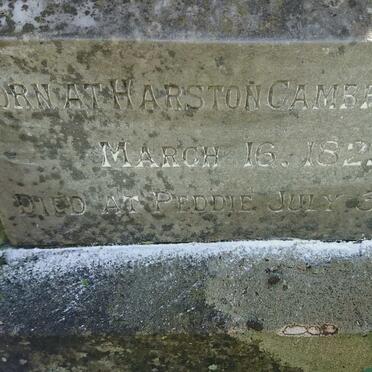 ORN AT HARSTON CAMB
MARCH 16. 182
DIED AT PEDDIE JULY